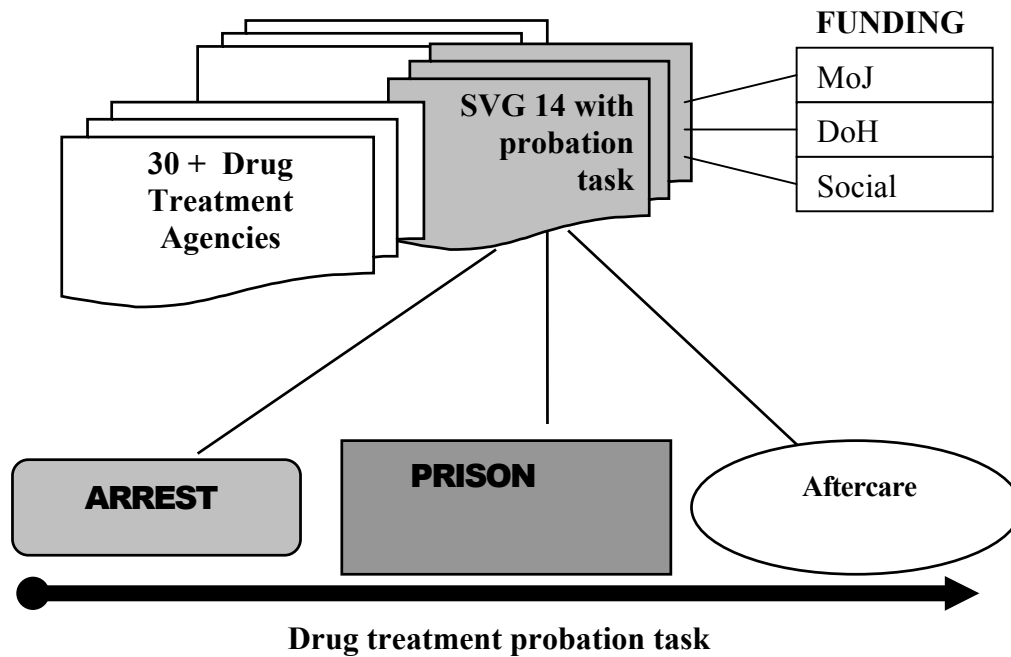 FUNDING
MoJ
DoH
Social
SVG 14 with
probation
task
30 + Drug
Treatment
Agencies
ARREST
PRISON
Aftercare
Drug treatment probation task